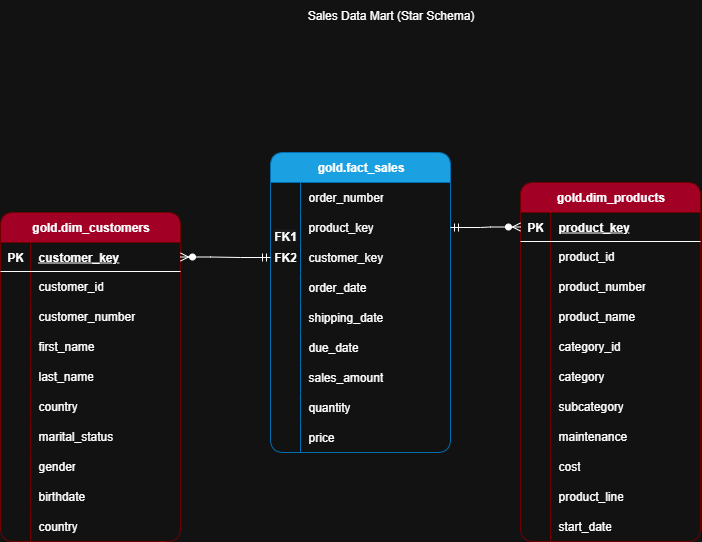 Sales Data Mart (Star Schema)
gold.dim_customers
PK customer_key
customer_id
customer_number
first_name
last_name
country
marital_status
gender
birthdate
country
gold.fact_sales
order_number
FK1 product_key
FK2 customer_key
order_date
shipping_date
due_date
sales_amount
quantity
price
gold.dim_products
PK product_key
product_id
product_number
product_name
category_id
category
subcategory
maintenance
cost
product_line
start_date